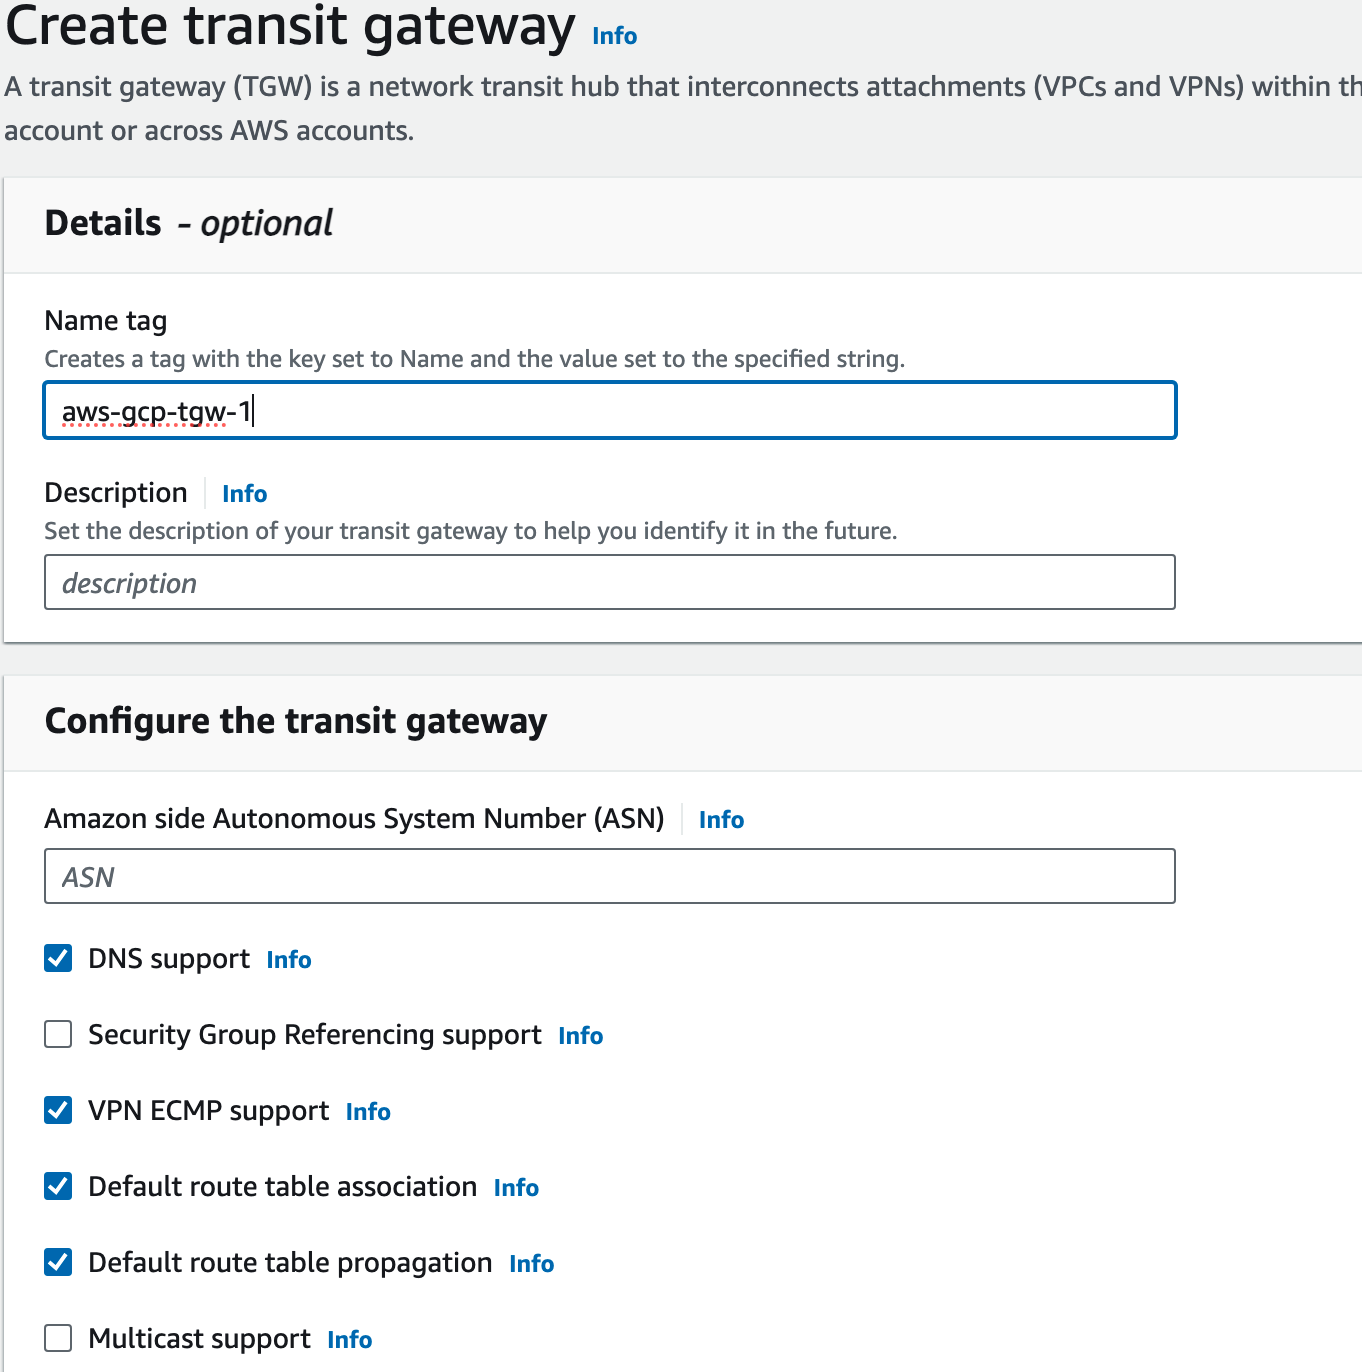 Create transit gateway Info
A transit gateway (TGW) is a network transit hub that interconnects attachments (VPCs and VPNs) within
account or across AWS accounts.
Details - optional
Name tag
Creates a tag with the key set to Name and the value set to the specified string.
aws-gcp-tgw-1
Description Info
Set the description of your transit gateway to help you identify it in the future.
description
Configure the transit gateway
Amazon side Autonomous System Number (ASN) Info
ASN
DNS support Info
Security Group Referencing support Info
VPN ECMP support Info
Default route table association Info
Default route table propagation Info
Multicast support Info